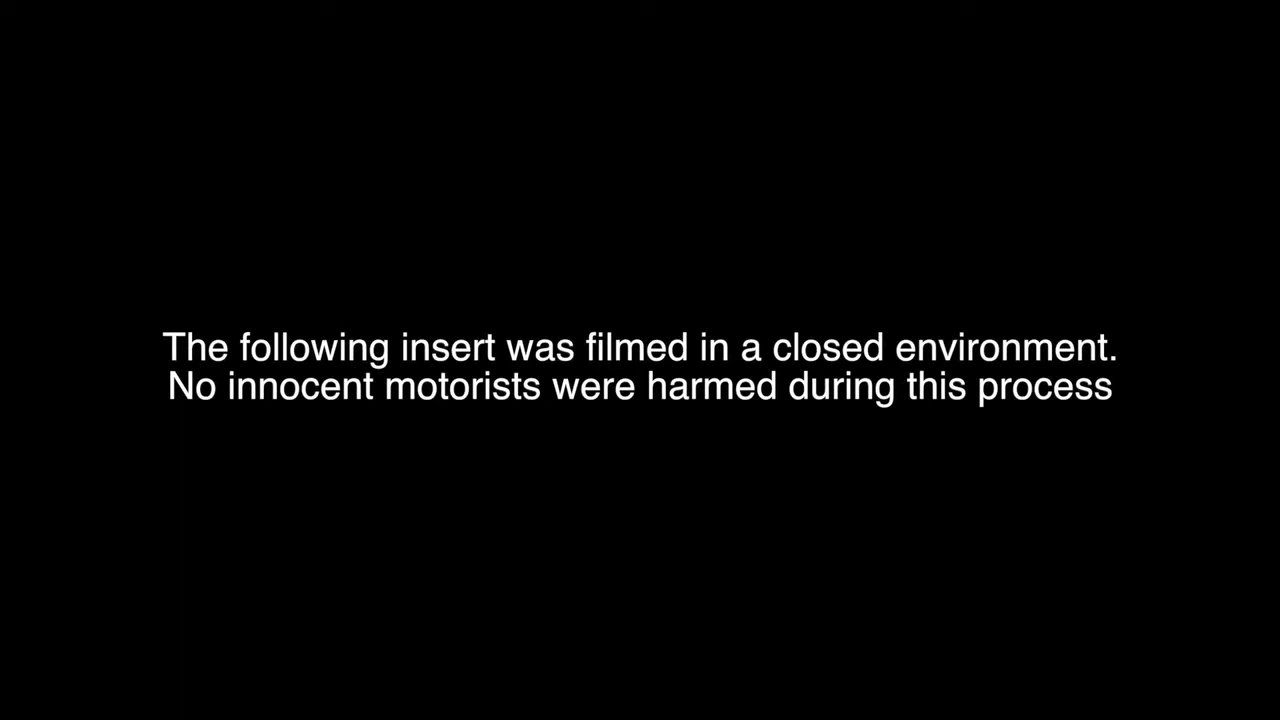 The following insert was filmed in a closed environment.
No innocent motorists were harmed during this process